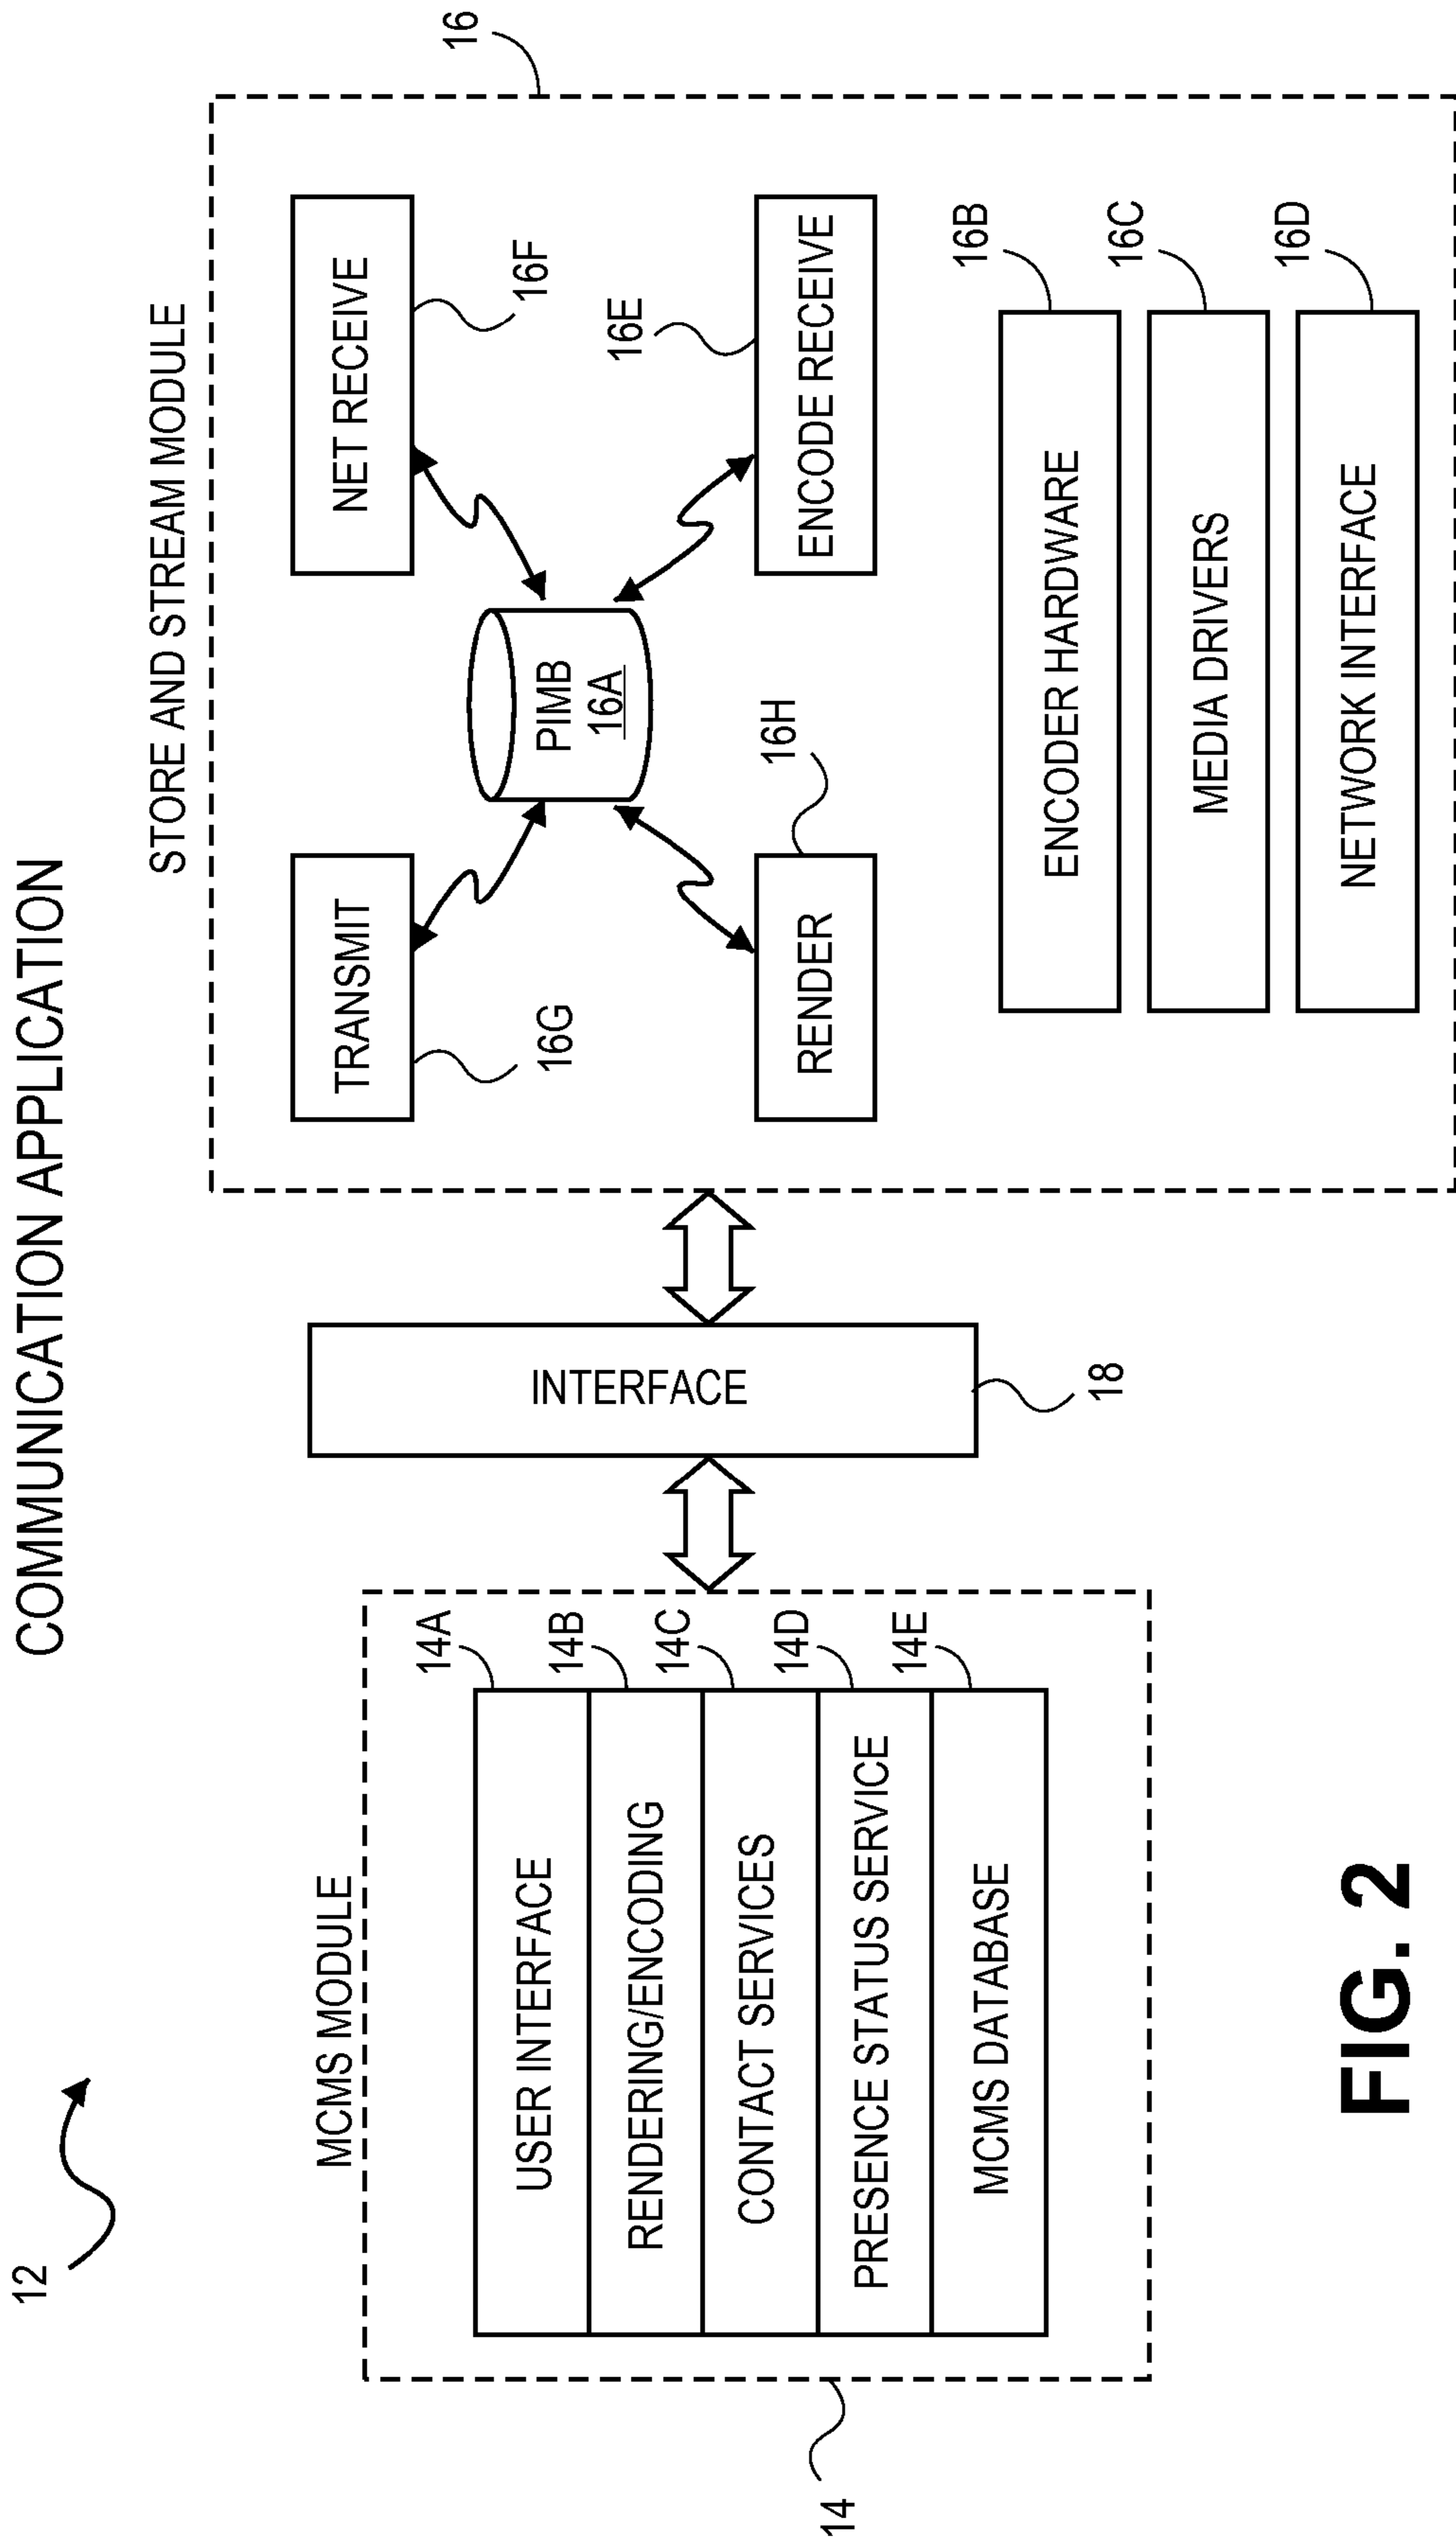 COMMUNICATION APPLICATION
12
MCMS MODULE
14A
USER INTERFACE
14B
RENDERING/ENCODING
14C
CONTACT SERVICES
14D
PRESENCE STATUS SERVICE
14E
MCMS DATABASE
14
INTERFACE
18
STORE AND STREAM MODULE
16
TRANSMIT
16G
NET RECEIVE
16F
PIMB
16A
16H
RENDER
16E
ENCODE RECEIVE
ENCODER HARDWARE
16B
MEDIA DRIVERS
16C
NETWORK INTERFACE
16D
FIG. 2